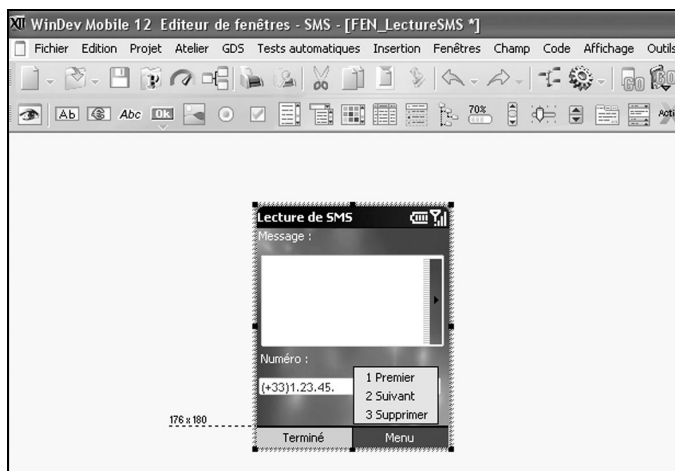 WinDev Mobile 12 Editeur de fenêtres - SMS - [FEN_LectureSMS *]
Fichier Edition Projet Atelier GDS Tests automatiques Insertion Fenêtres Champ Code Affichage Outils
GO
Ab Abc Ok 70% Acti
Lecture de SMS
Message :
Numéro :
(+33)1.23.45.
1 Premier
2 Suivant
3 Supprimer
176 x 180
Terminé Menu